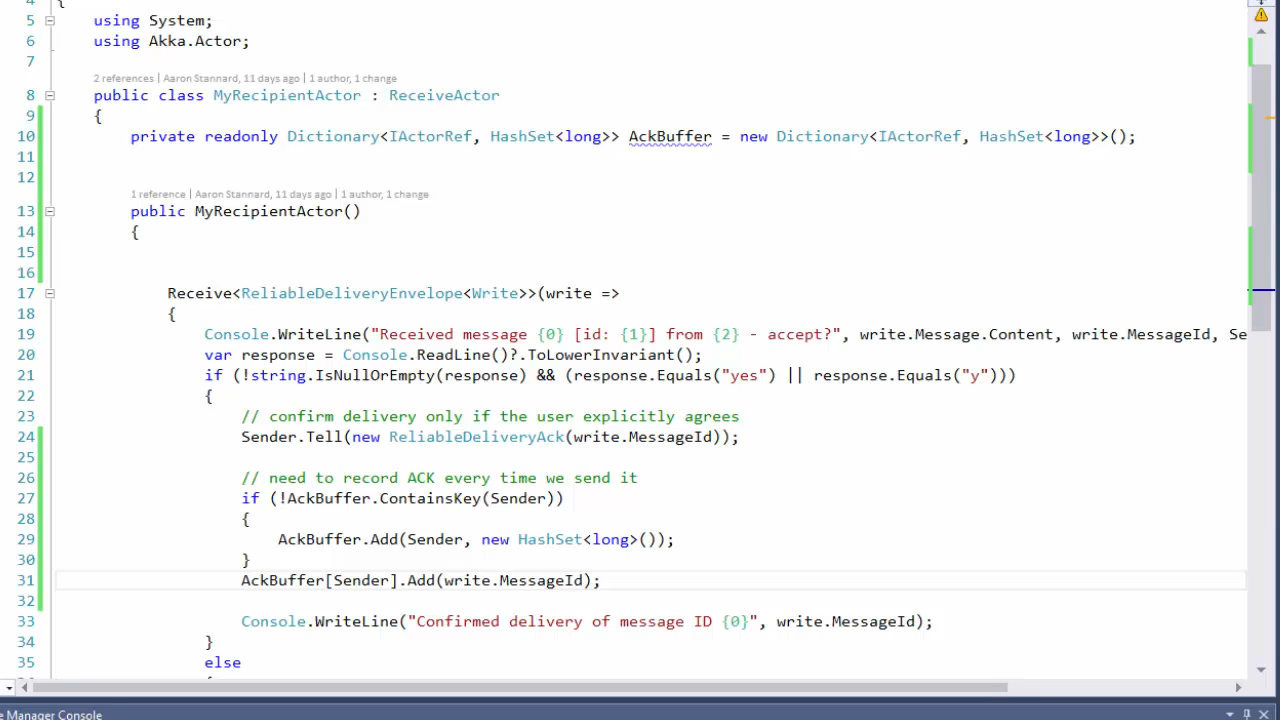 4 {
5 using System;
6 using Akka.Actor;
7
2 references | Aaron Stannard, 11 days ago | 1 author, 1 change
8 public class MyRecipientActor : ReceiveActor
9 {
10 private readonly Dictionary<IActorRef, HashSet<long>> AckBuffer = new Dictionary<IActorRef, HashSet<long>>();
11
12
1 reference | Aaron Stannard, 11 days ago | 1 author, 1 change
13 public MyRecipientActor()
14 {
15
16
17 Receive<ReliableDeliveryEnvelope<Write>>(write =>
18 {
19 Console.WriteLine("Received message {0} [id: {1}] from {2} - accept?", write.Message.Content, write.MessageId, Se
20 var response = Console.ReadLine()?.ToLowerInvariant();
21 if (!string.IsNullOrEmpty(response) && (response.Equals("yes") || response.Equals("y")))
22 {
23 // confirm delivery only if the user explicitly agrees
24 Sender.Tell(new ReliableDeliveryAck(write.MessageId));
25
26 // need to record ACK every time we send it
27 if (!AckBuffer.ContainsKey(Sender))
28 {
29 AckBuffer.Add(Sender, new HashSet<long>());
30 }
31 AckBuffer[Sender].Add(write.MessageId);
32
33 Console.WriteLine("Confirmed delivery of message ID {0}", write.MessageId);
34 }
35 else
{
e Manager Console